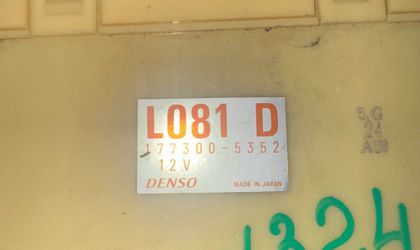 L081 D
177300-5352
12V
DENSO MADE IN JAPAN
5G
24
1324